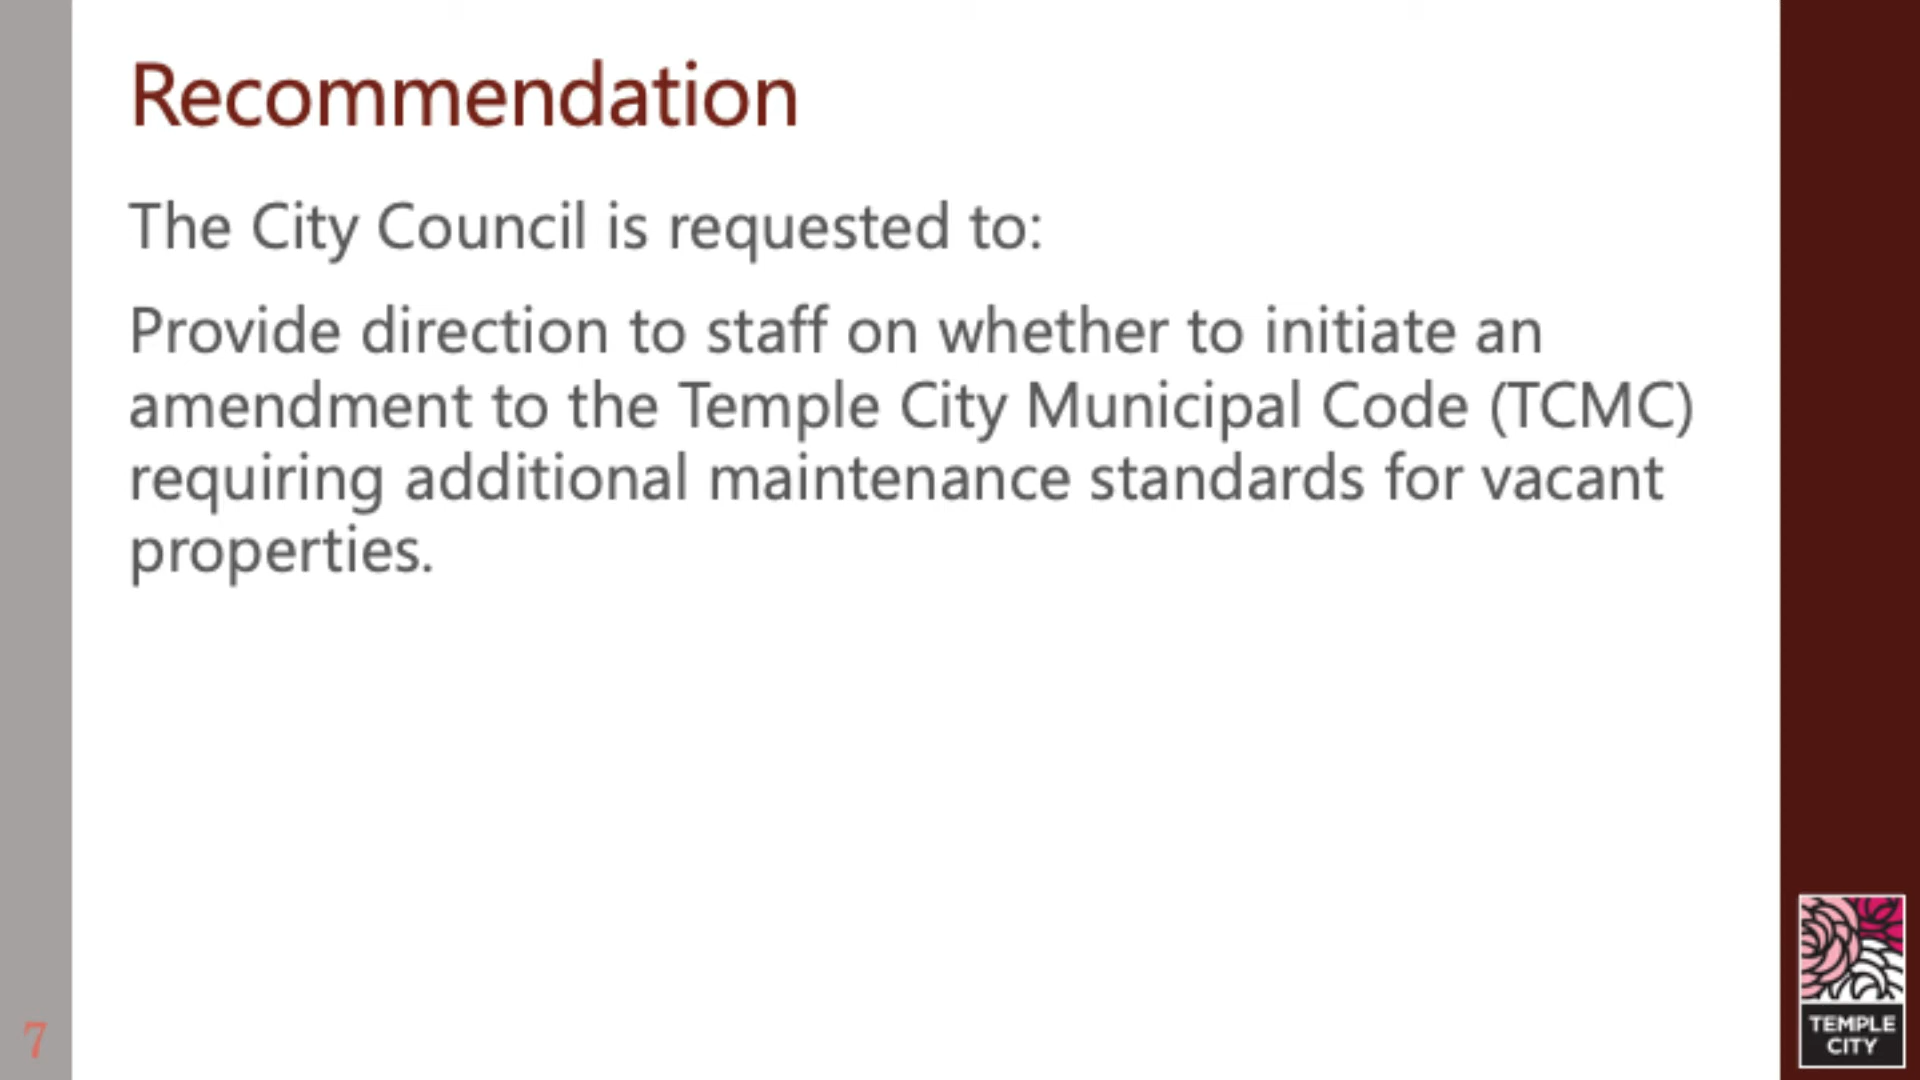 Recommendation
The City Council is requested to:
Provide direction to staff on whether to initiate an
amendment to the Temple City Municipal Code (TCMC)
requiring additional maintenance standards for vacant
properties.
7
TEMPLE
CITY